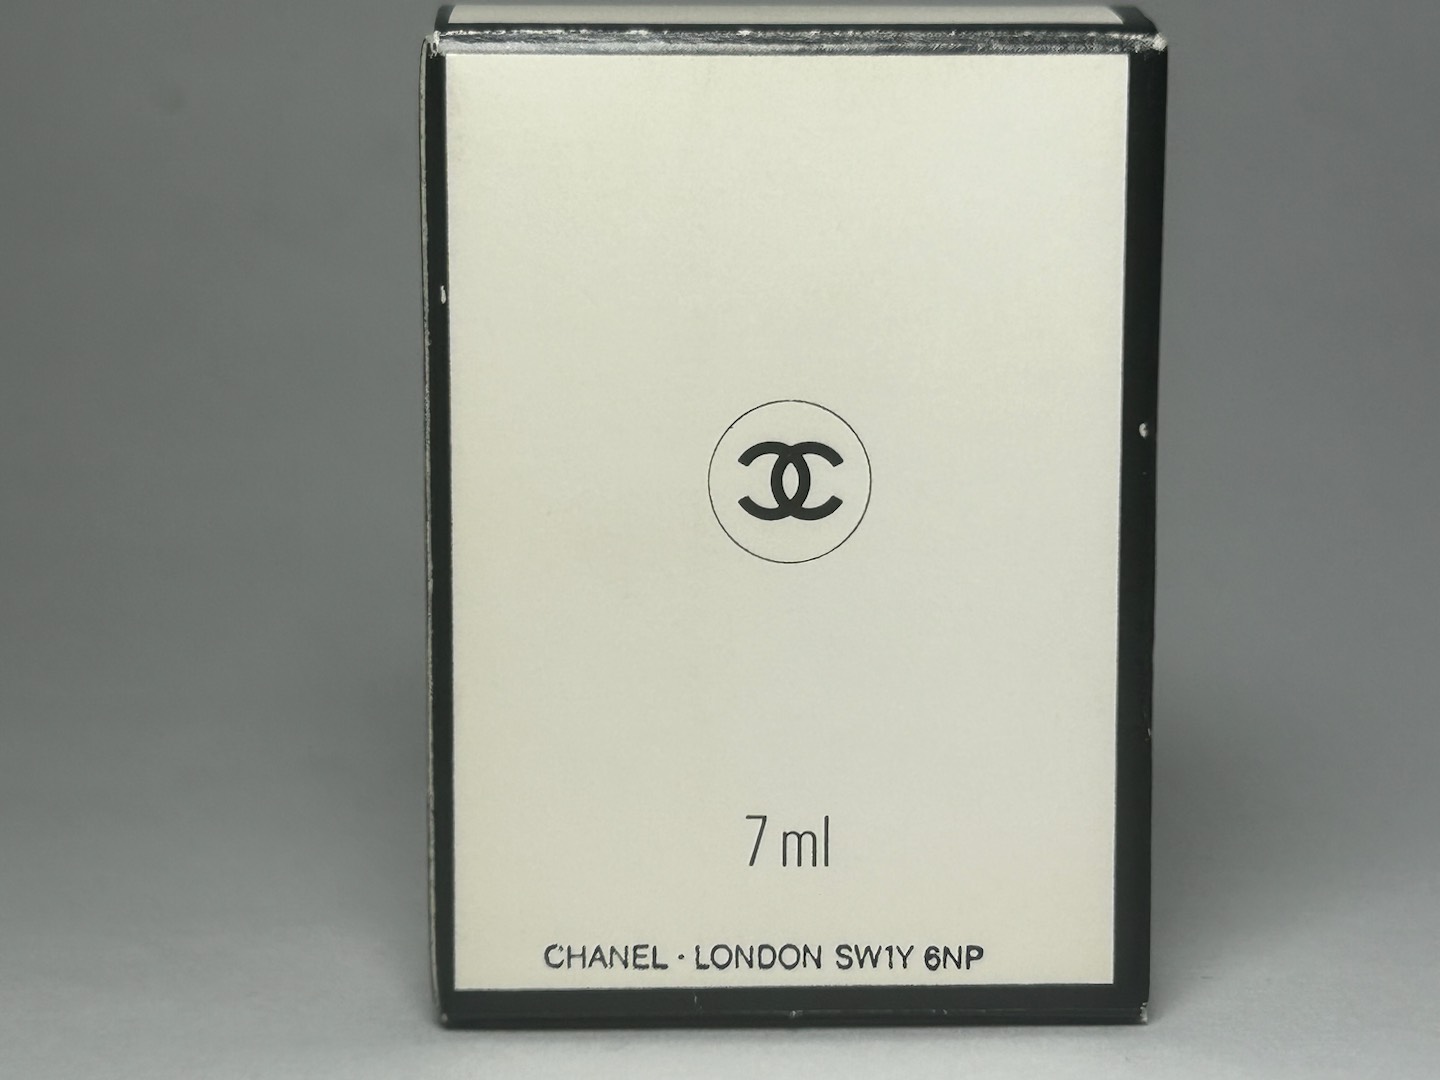 7 ml
CHANEL · LONDON SW1Y 6NP